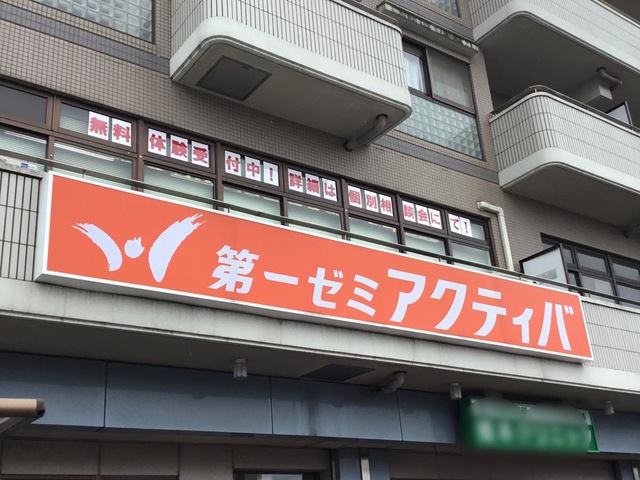 無料 体験受付中！詳細は個別相談会にて！
第一ゼミアクティバ